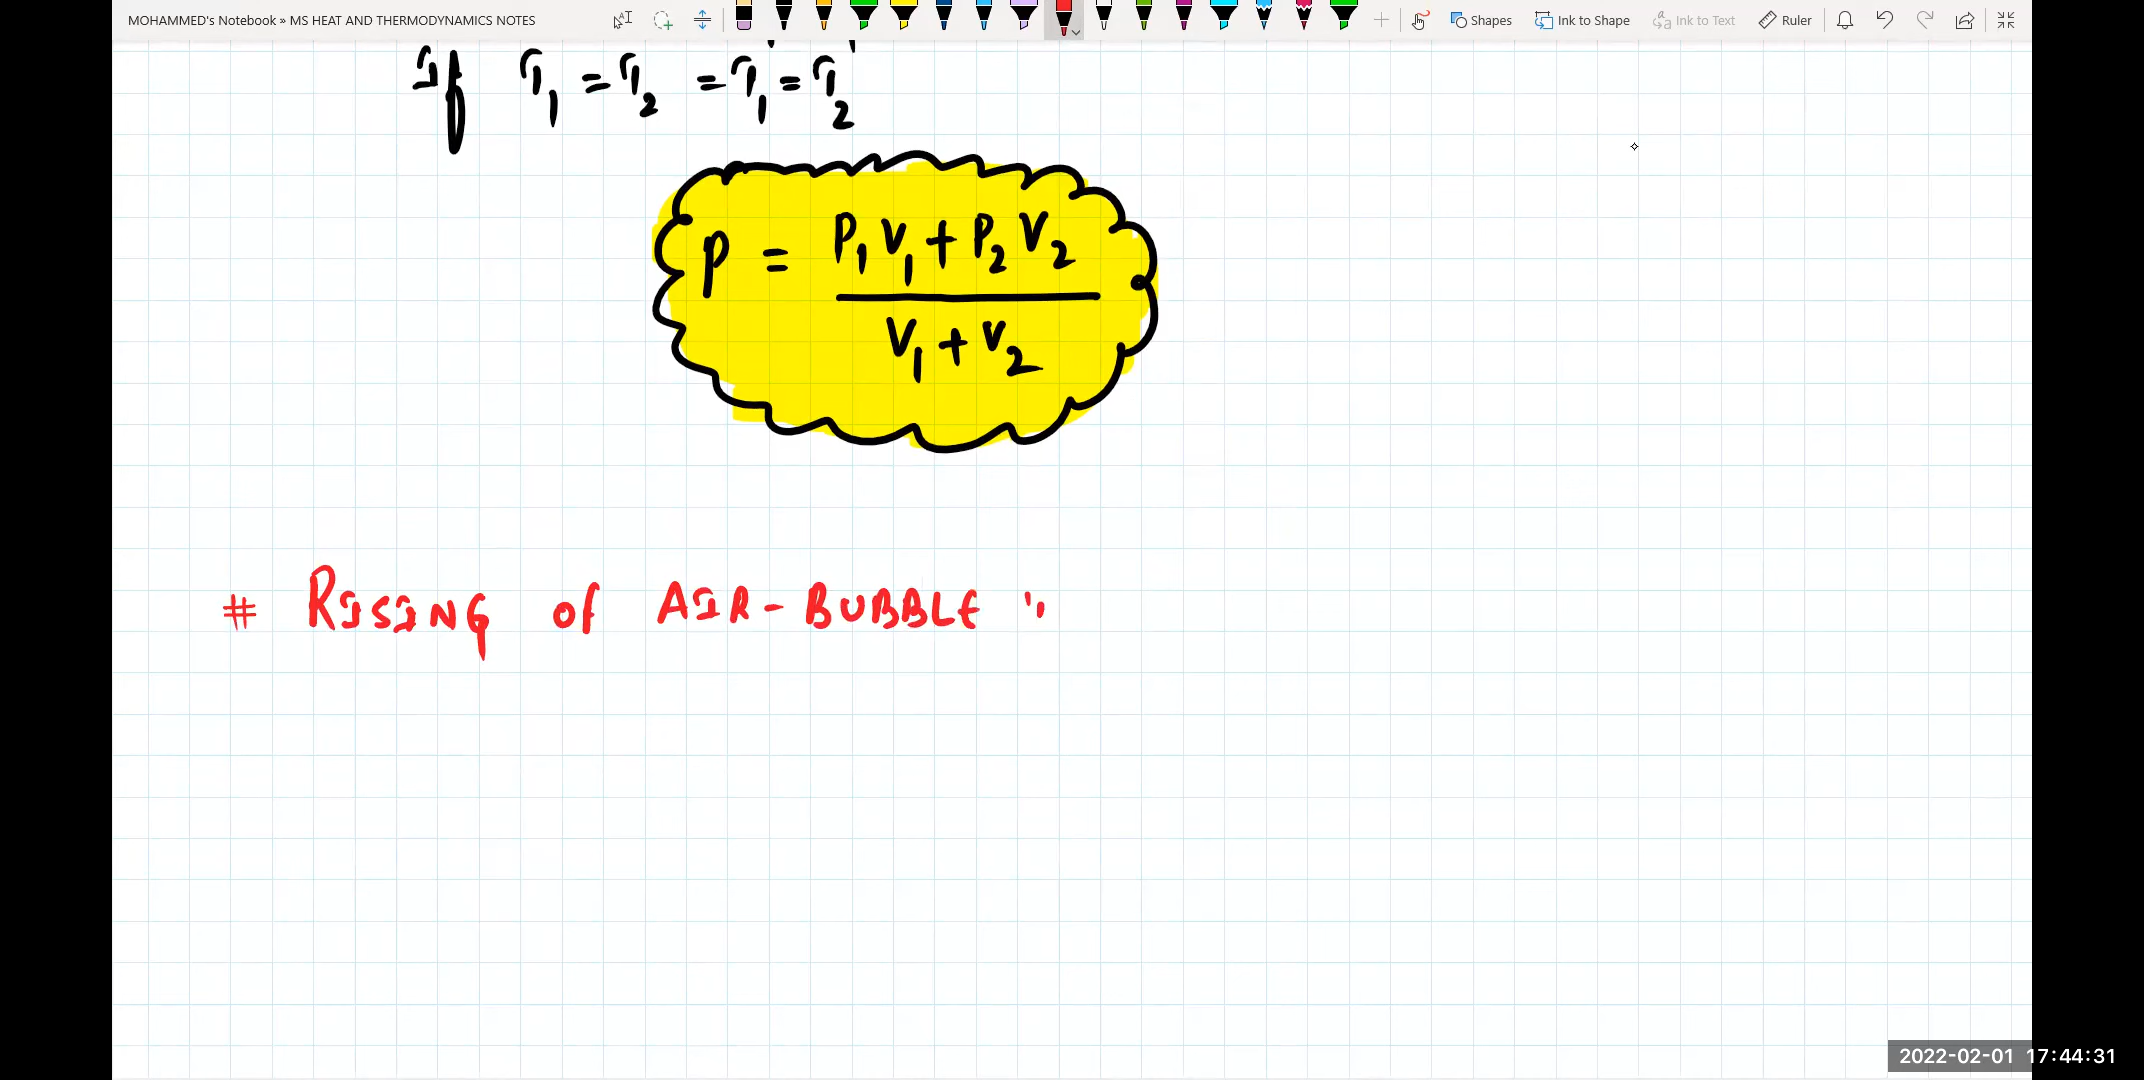 MOHAMMED's Notebook » MS HEAT AND THERMODYNAMICS NOTES
Shapes Ink to Shape Ink to Text Ruler
If T₁ = T₂ = T₁' = T₂'
P = P₁V₁ + P₂V₂
V₁ + V₂
# RISING of AIR-BUBBLE :
2022-02-01 17:44:31